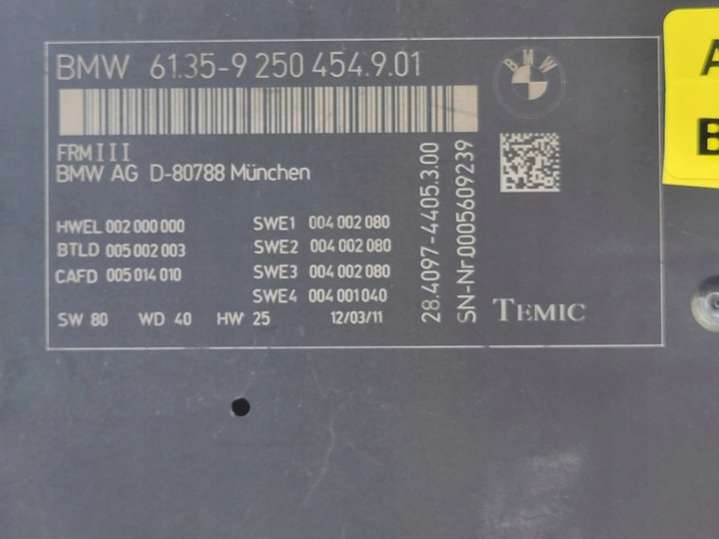 BMW 61.35-9 250 454.9.01
BMW
FRMIII
BMW AG D-80788 München
HWEL 002 000 000
BTLD 005 002 003
CAFD 005 014 010
SWE1 004 002 080
SWE2 004 002 080
SWE3 004 002 080
SWE4 004 001 040
SW 80 WD 40 HW 25 12/03/11
28.4097-4405.3.00
SN-Nr0005609239
TEMIC
A
B